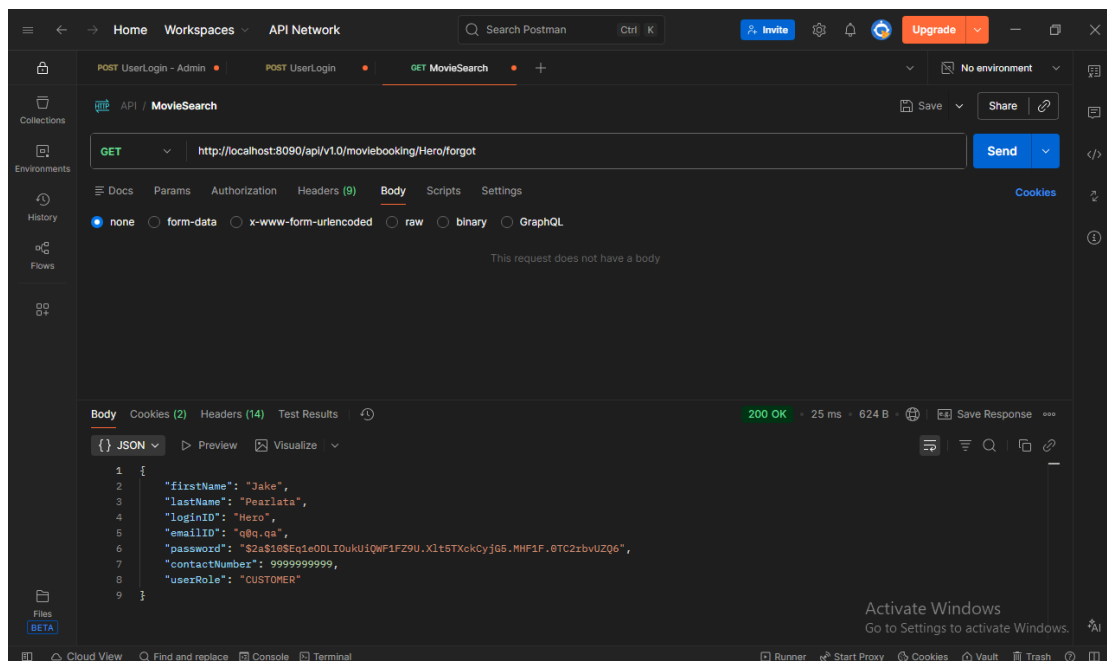 Home Workspaces API Network Search Postman Ctrl K Invite Upgrade
POST UserLogin - Admin POST UserLogin GET MovieSearch No environment
Collections
HTTP API / MovieSearch Save Share
Environments
GET http://localhost:8090/api/v1.0/moviebooking/Hero/forgot Send
Docs Params Authorization Headers (9) Body Scripts Settings Cookies
History
none form-data x-www-form-urlencoded raw binary GraphQL
This request does not have a body
Flows
Body Cookies (2) Headers (14) Test Results 200 OK 25 ms 624 B e.g. Save Response
{} JSON Preview Visualize
1 {
2 "firstName": "Jake",
3 "lastName": "Pearlata",
4 "loginID": "Hero",
5 "emailID": "q@q.qa",
6 "password": "$2a$10$Eq1eODLIOukUiQWF1FZ9U.Xlt5TXckCyjG5.MHF1F.0TC2rbvUZQ6",
7 "contactNumber": 9999999999,
8 "userRole": "CUSTOMER"
9 }
Files
BETA
Activate Windows
Go to Settings to activate Windows.
AI
Cloud View Find and replace Console Terminal Runner Start Proxy Cookies Vault Trash